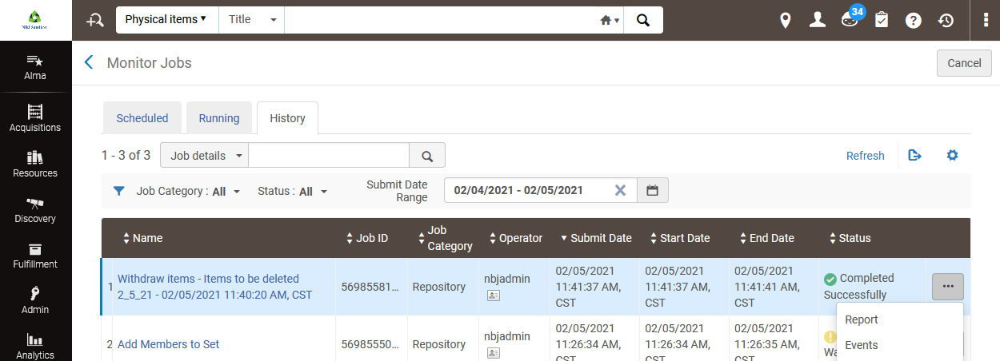 NBJ Sandbox
Physical items
Title
34
Alma
Acquisitions
Resources
Discovery
Fulfillment
Admin
Analytics
Monitor Jobs
Cancel
Scheduled
Running
History
1 - 3 of 3
Job details
Refresh
Job Category : All
Status : All
Submit Date
Range
02/04/2021 - 02/05/2021
Name
Job ID
Job
Category
Operator
Submit Date
Start Date
End Date
Status
1
Withdraw items - Items to be deleted
2_5_21 - 02/05/2021 11:40:20 AM, CST
56985581...
Repository
nbjadmin
02/05/2021
11:41:37 AM,
CST
02/05/2021
11:41:37 AM,
CST
02/05/2021
11:41:41 AM,
CST
Completed
Successfully
Report
Events
2
Add Members to Set
56985550...
Repository
nbjadmin
02/05/2021
11:26:34 AM,
CST
02/05/2021
11:26:34 AM,
CST
02/05/2021
11:26:35 AM,
CST
Wa